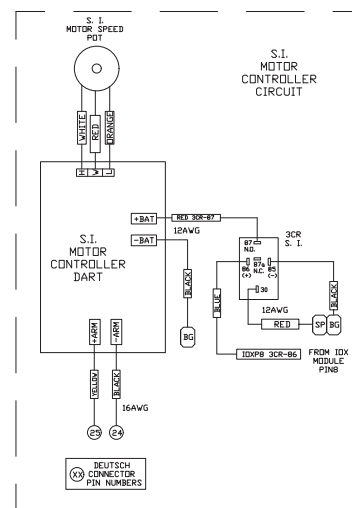 S. I.
MOTOR SPEED
POT
S.I.
MOTOR
CONTROLLER
CIRCUIT
WHITE
RED
ORANGE
H
W
L
S.I.
MOTOR
CONTROLLER
DART
+BAT
RED 3CR-87
12AWG
-BAT
BLACK
BG
3CR
S. I.
87
N.O.
86
(+)
87a
N.C.
85
(-)
30
BLUE
BLACK
12AWG
RED
SP
BG
IOXP8 3CR-86
FROM IOX
MODULE
PIN8
+ARM
-ARM
YELLOW
BLACK
16AWG
25
24
XX
DEUTSCH
CONNECTOR
PIN NUMBERS